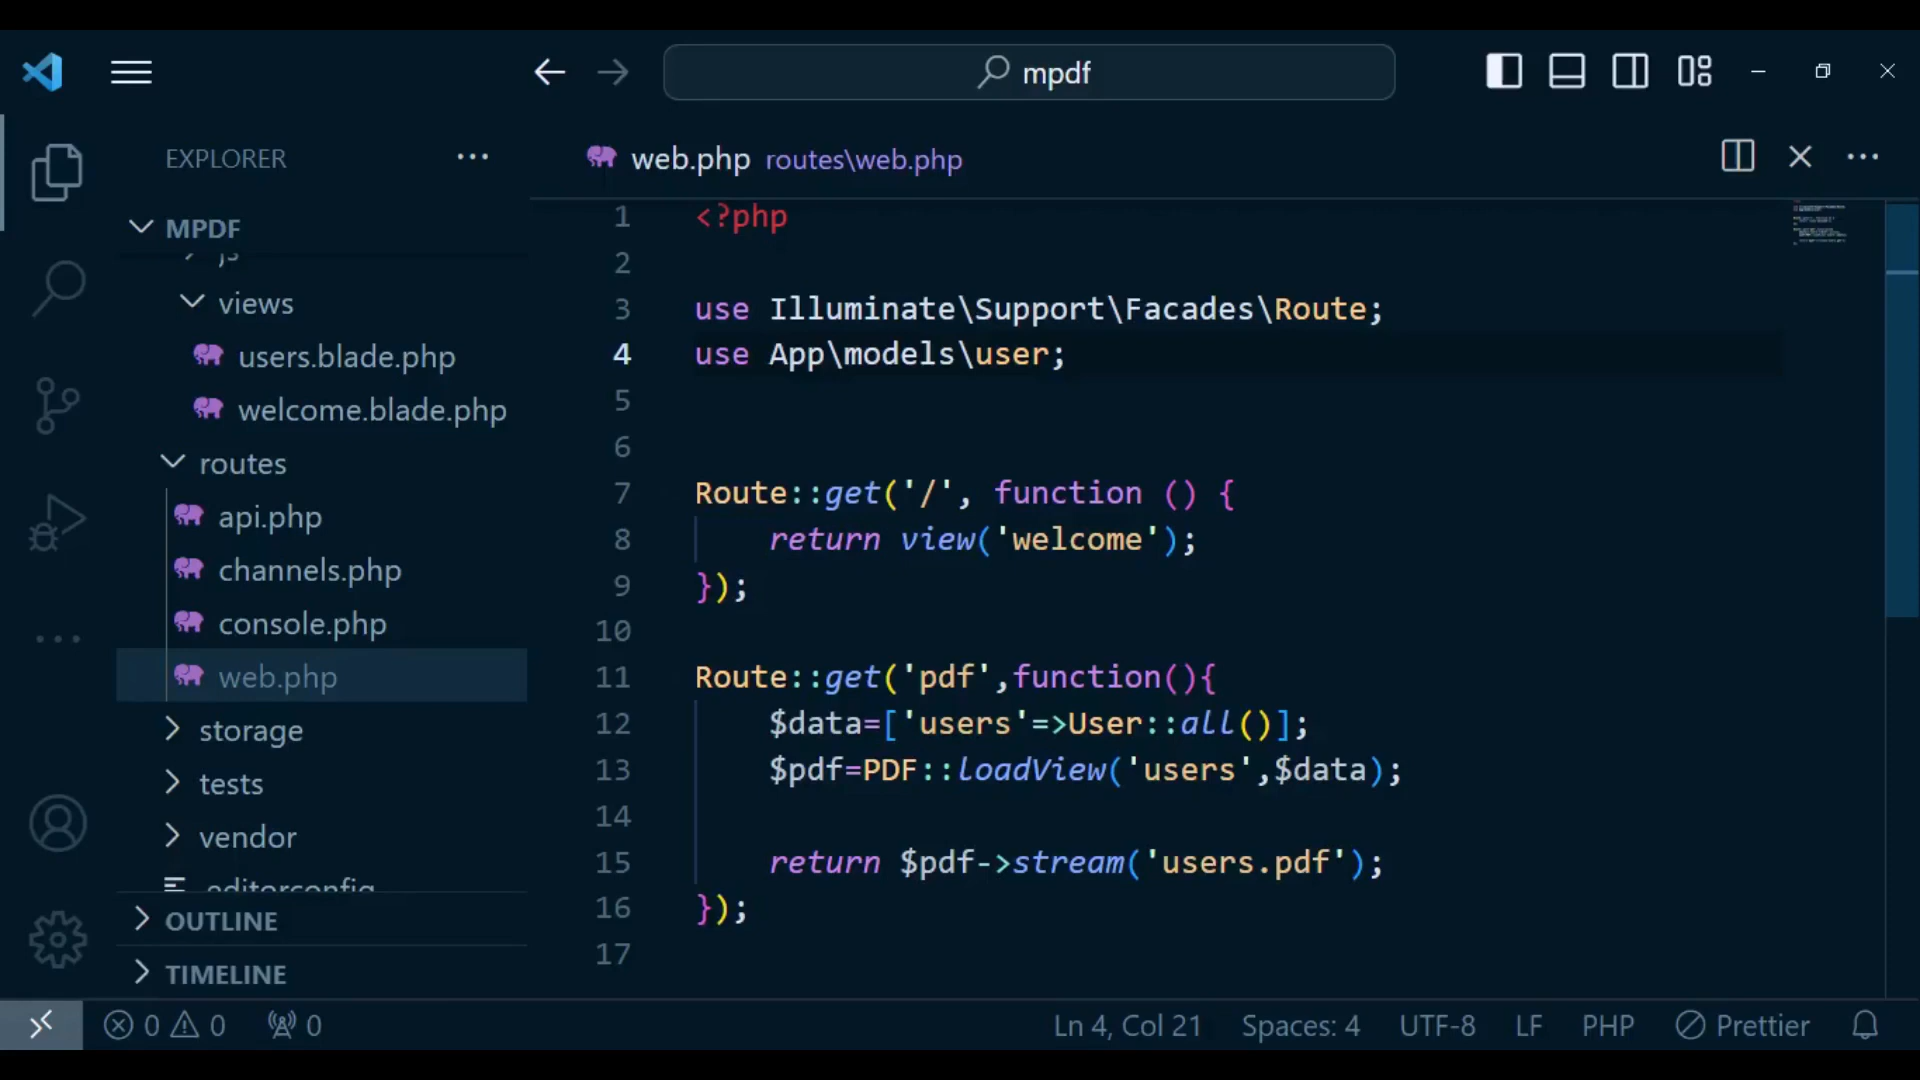 mpdf
EXPLORER
web.php routes\web.php
MPDF
js
views
users.blade.php
welcome.blade.php
routes
api.php
channels.php
console.php
web.php
storage
tests
vendor
.editorconfig
OUTLINE
TIMELINE
1 <?php
2
3 use Illuminate\Support\Facades\Route;
4 use App\models\user;
5
6
7 Route::get('/', function () {
8 return view('welcome');
9 });
10
11 Route::get('pdf',function(){
12 $data=['users'=>User::all()];
13 $pdf=PDF::loadView('users',$data);
14
15 return $pdf->stream('users.pdf');
16 });
17
0 0 0 Ln 4, Col 21 Spaces: 4 UTF-8 LF PHP Prettier